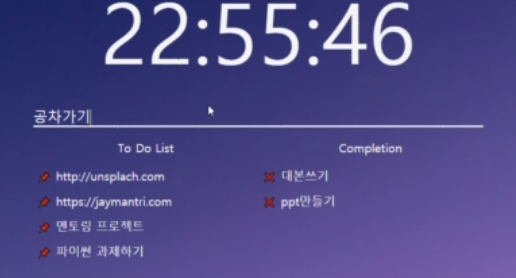 22:55:46
공차가기
To Do List
Completion
http://unsplach.com
대본쓰기
https://jaymantri.com
ppt만들기
멘토링 프로젝트
파이썬 과제하기